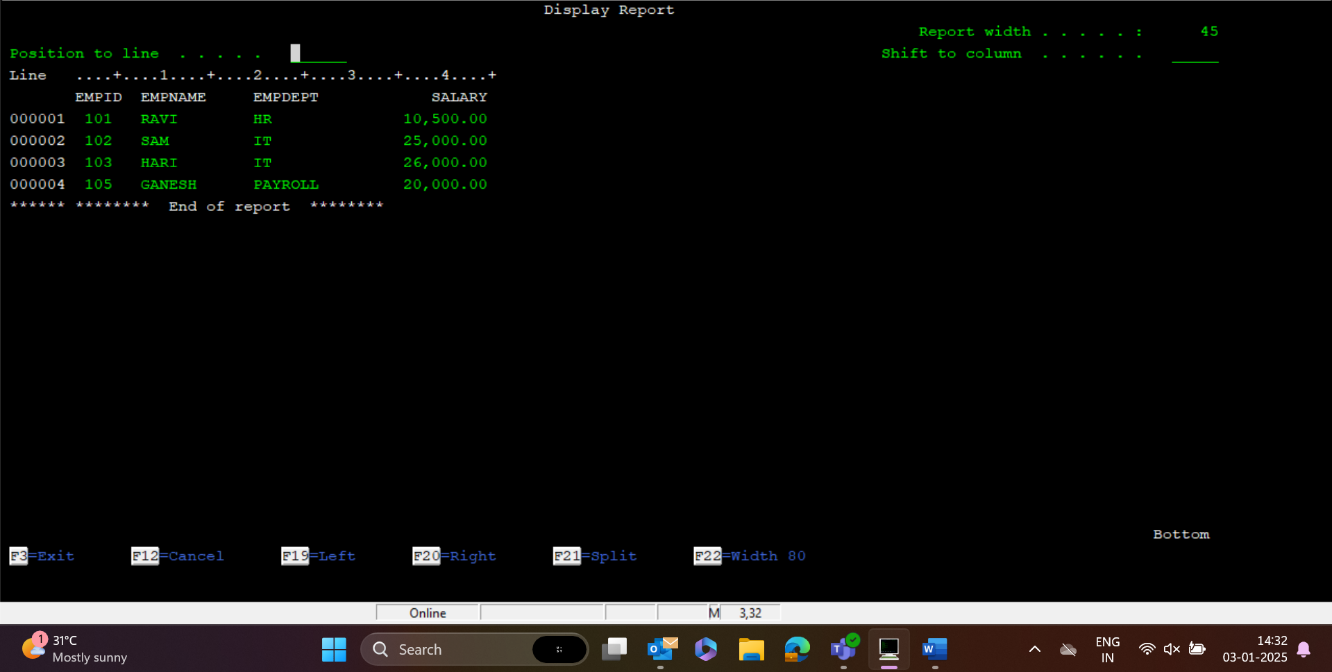 Display Report
Report width . . . . . : 45
Position to line . . . . .
Shift to column . . . . . .
Line ....+....1....+....2....+....3....+....4....+
EMPID EMPNAME EMPDEPT SALARY
000001 101 RAVI HR 10,500.00
000002 102 SAM IT 25,000.00
000003 103 HARI IT 26,000.00
000004 105 GANESH PAYROLL 20,000.00
****** ******** End of report ********
Bottom
F3=Exit F12=Cancel F19=Left F20=Right F21=Split F22=Width 80
Online M 3,32
1 31°C
Mostly sunny
Search
ENG
IN
14:32
03-01-2025